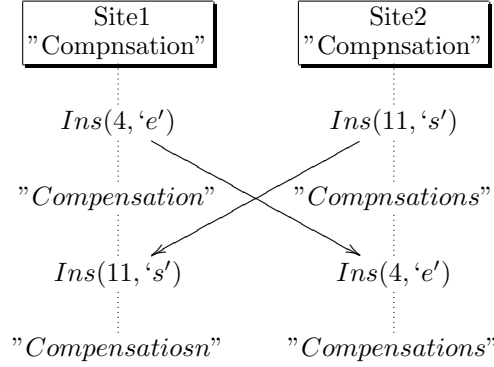 Site1
"Compnsation"
Site2
"Compnsation"
Ins(4, ‘e′)
Ins(11, ‘s′)
"Compensation"
"Compnsations"
Ins(11, ‘s′)
Ins(4, ‘e′)
"Compensatiosn"
"Compensations"